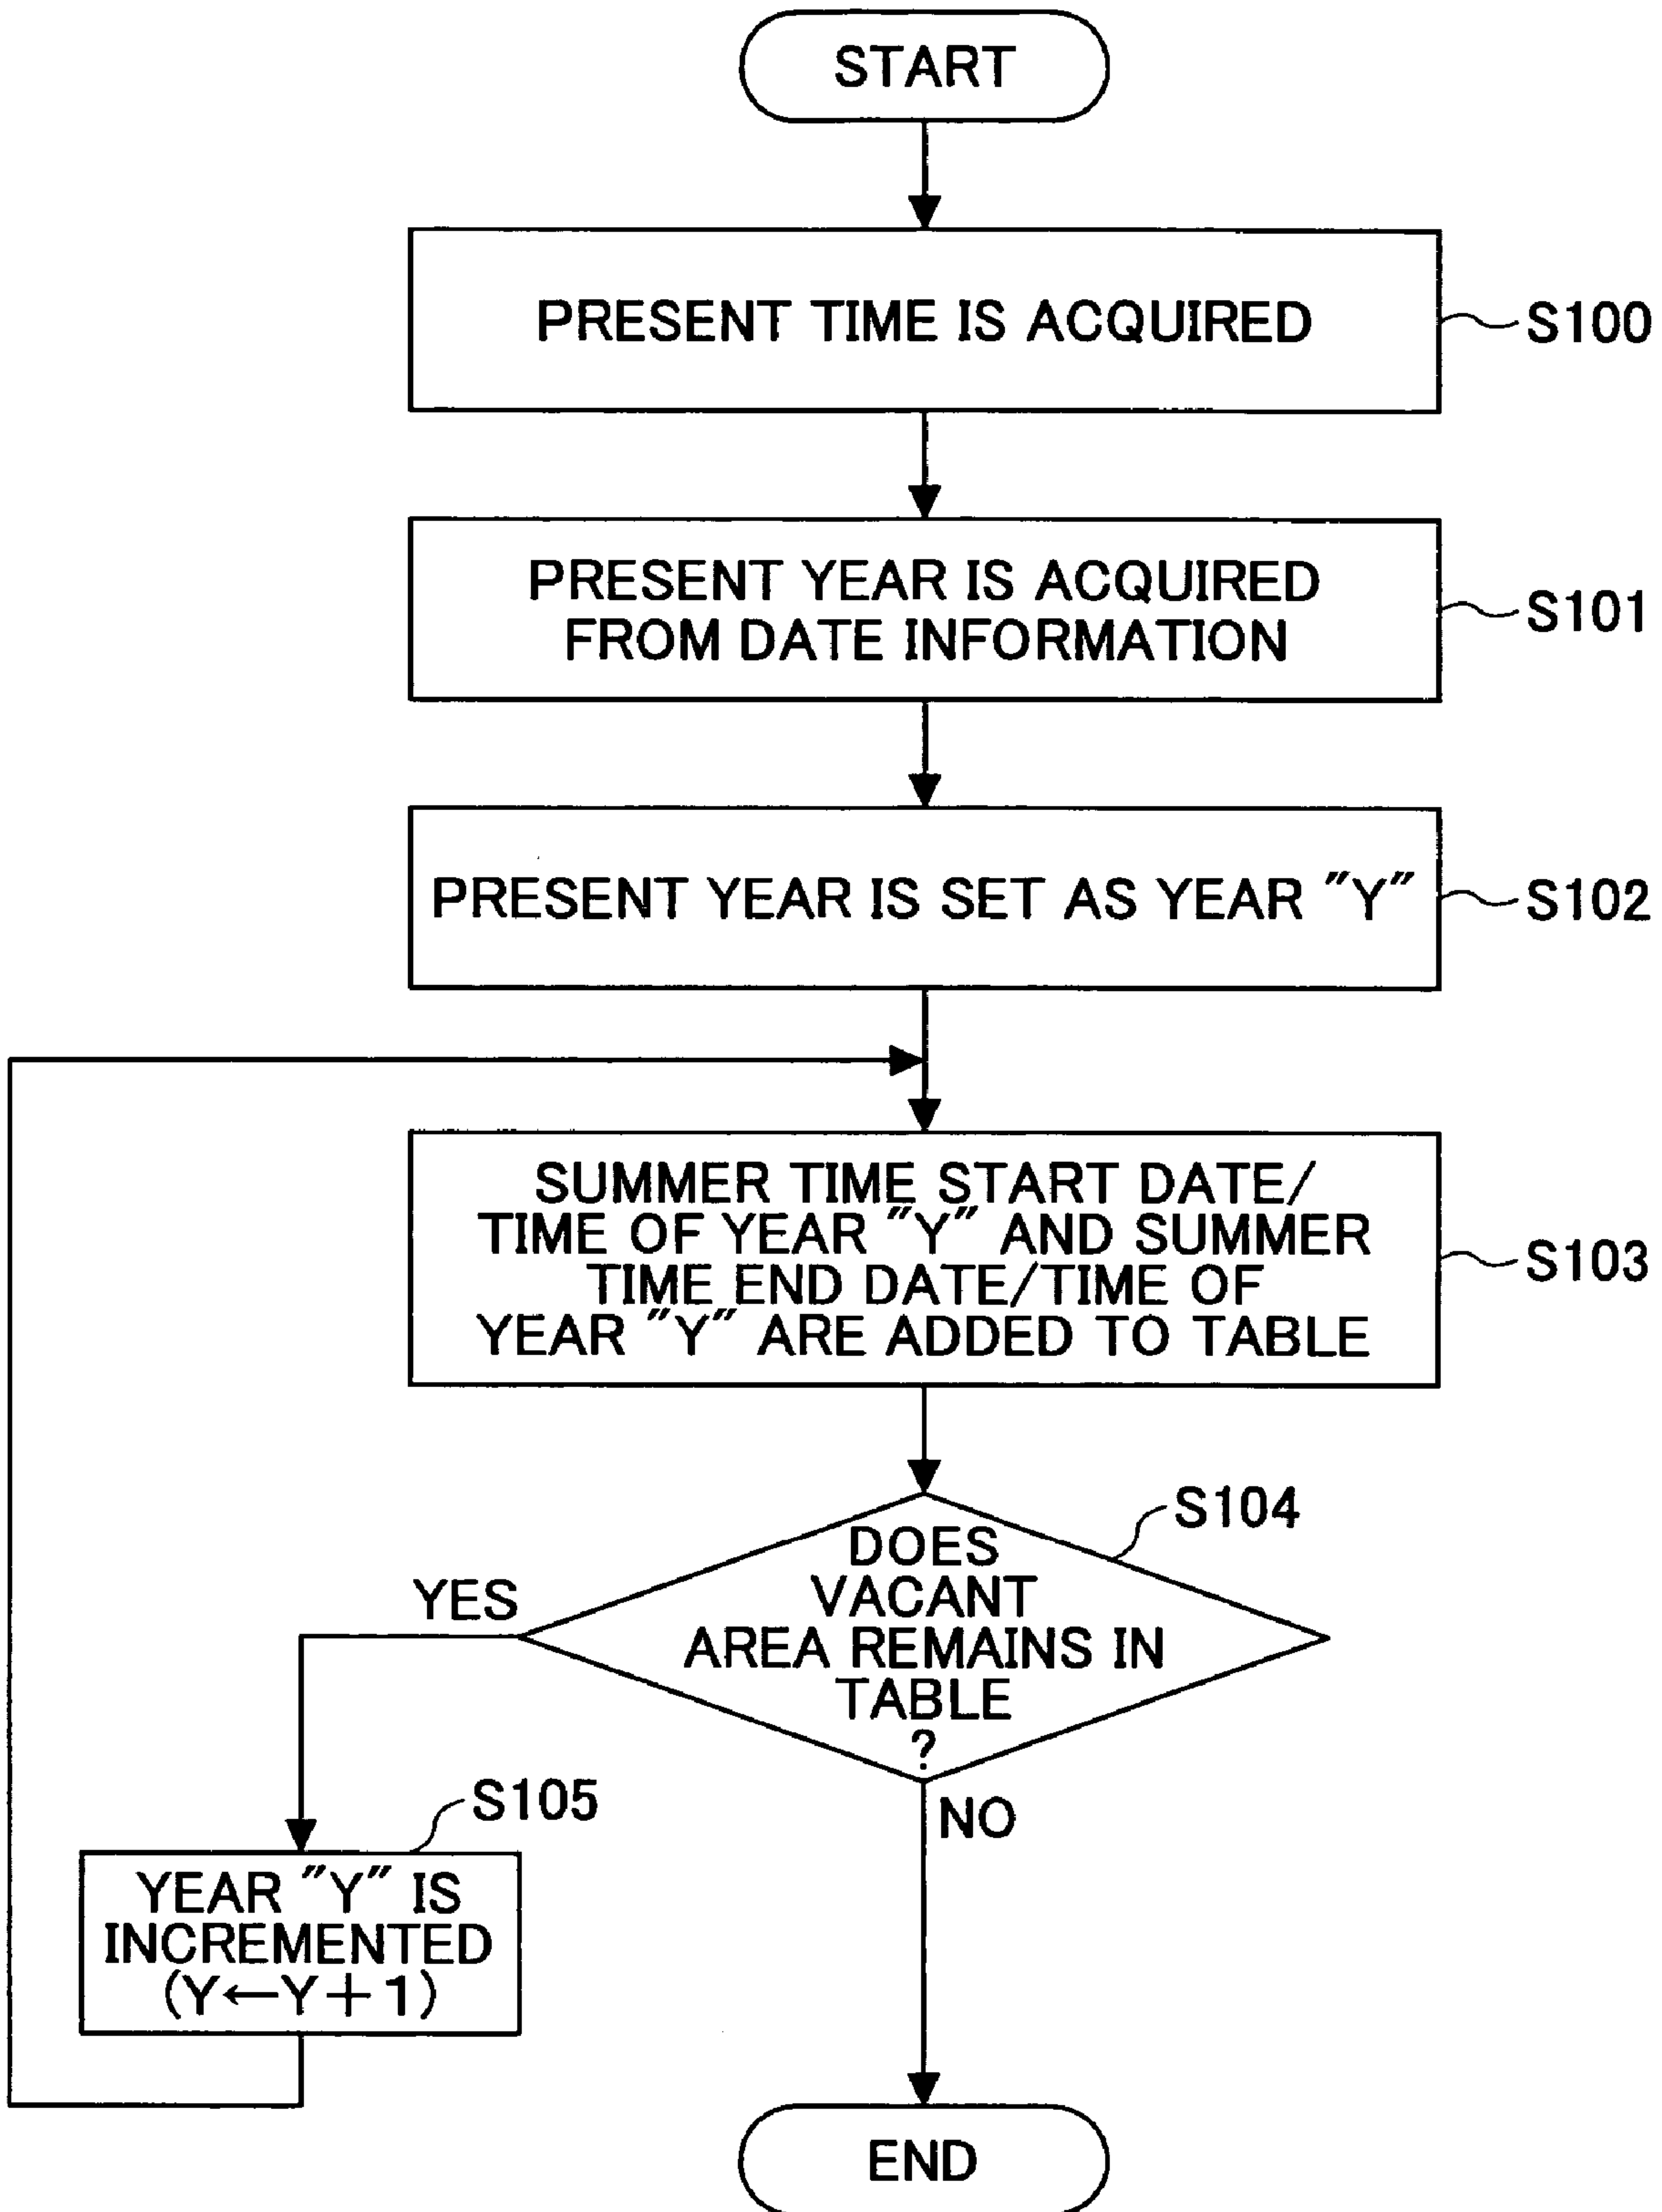 START
PRESENT TIME IS ACQUIRED
S100
PRESENT YEAR IS ACQUIRED
FROM DATE INFORMATION
S101
PRESENT YEAR IS SET AS YEAR "Y"
S102
SUMMER TIME START DATE/
TIME OF YEAR "Y" AND SUMMER
TIME END DATE/TIME OF
YEAR "Y" ARE ADDED TO TABLE
S103
S104
DOES
VACANT
AREA REMAINS IN
TABLE
?
YES
NO
S105
YEAR "Y" IS
INCREMENTED
(Y←Y+1)
END